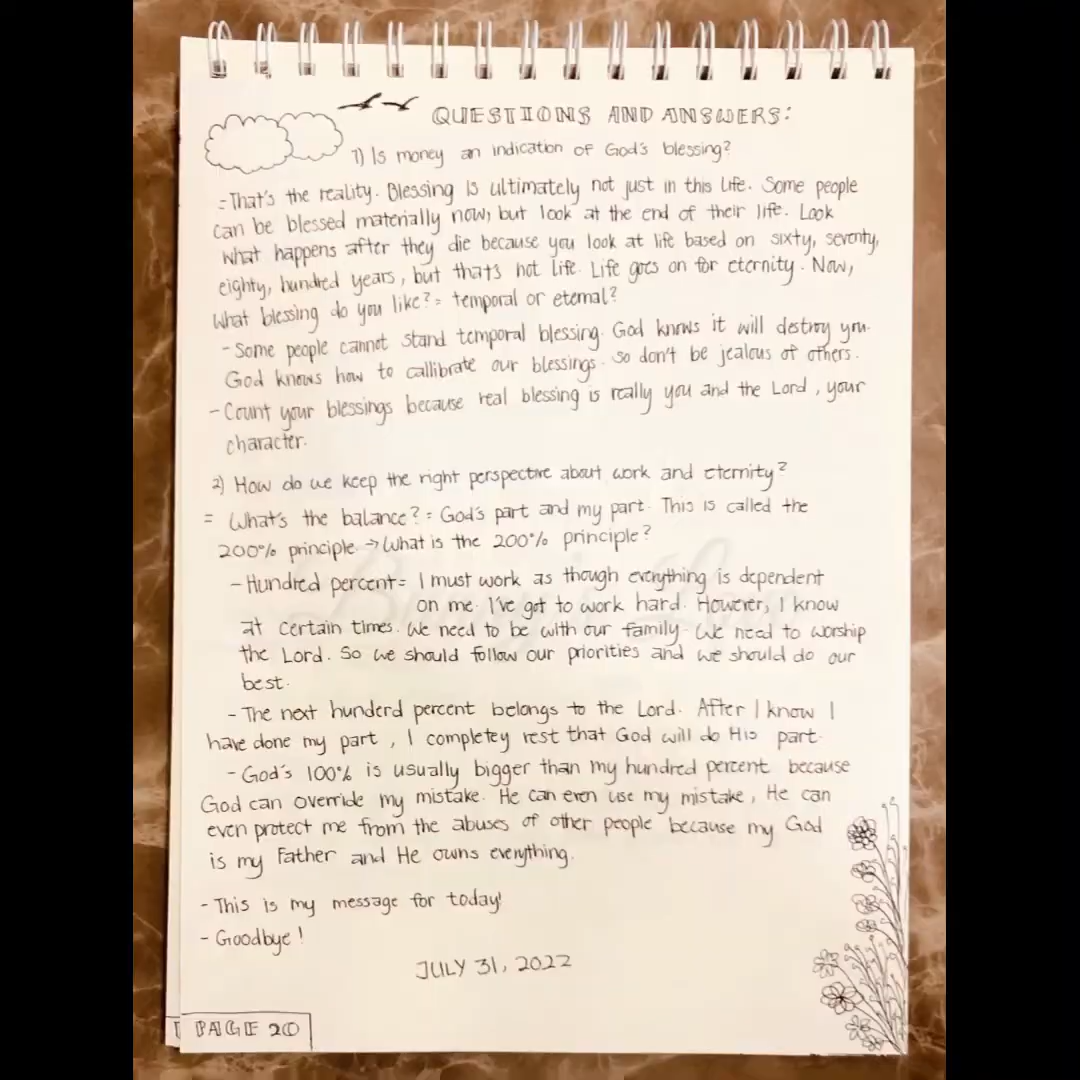 QUESTIONS AND ANSWERS:
1) Is money an indication of God's blessing?
= That's the reality. Blessing is ultimately not just in this life. Some people
can be blessed materially now, but look at the end of their life. Look
what happens after they die because you look at life based on sixty, seventy,
eighty, hundred years, but that's not life. Life goes on for eternity. Now,
What blessing do you like? = temporal or eternal?
- Some people cannot stand temporal blessing. God knows it will destroy you.
God knows how to callibrate our blessings. So don't be jealous of others.
- Count your blessings because real blessing is really you and the Lord, your
character.
2) How do we keep the right perspective about work and eternity?
= What's the balance? = God's part and my part. This is called the
200% principle → What is the 200% principle?
- Hundred percent = I must work as though everything is dependent
on me. I've got to work hard. However, I know
at certain times. We need to be with our family. We need to worship
the Lord. So we should follow our priorities and we should do our
best.
- The next hunderd percent belongs to the Lord. After I know I
have done my part, I completey rest that God will do His part.
- God's 100% is usually bigger than my hundred percent because
God can override my mistake. He can even use my mistake, He can
even protect me from the abuses of other people because my God
is my Father and He owns everything.
- This is my message for today!
- Goodbye!
JULY 31, 2022
PAGE 20